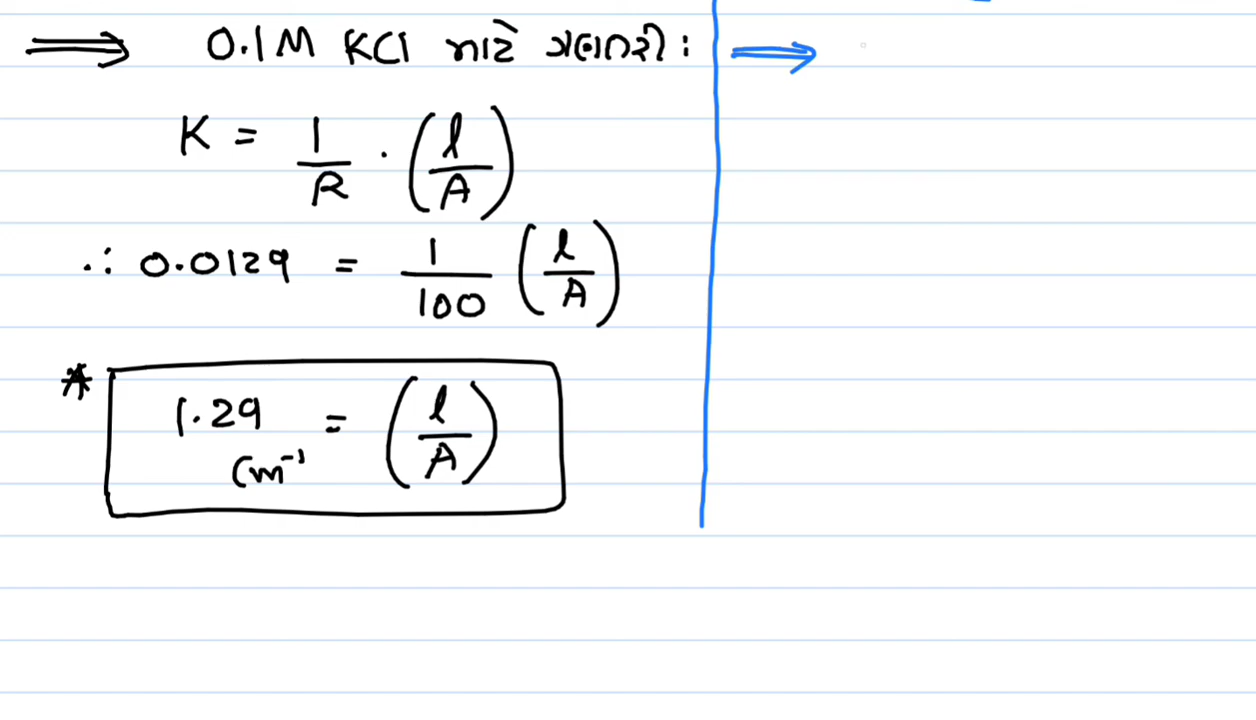 ⟹ 0.1M KCl માટે ગણતરી : ⟹
K = 1/R · (l/A)
∴ 0.0129 = 1/100 (l/A)
* 1.29 cm⁻¹ = (l/A)